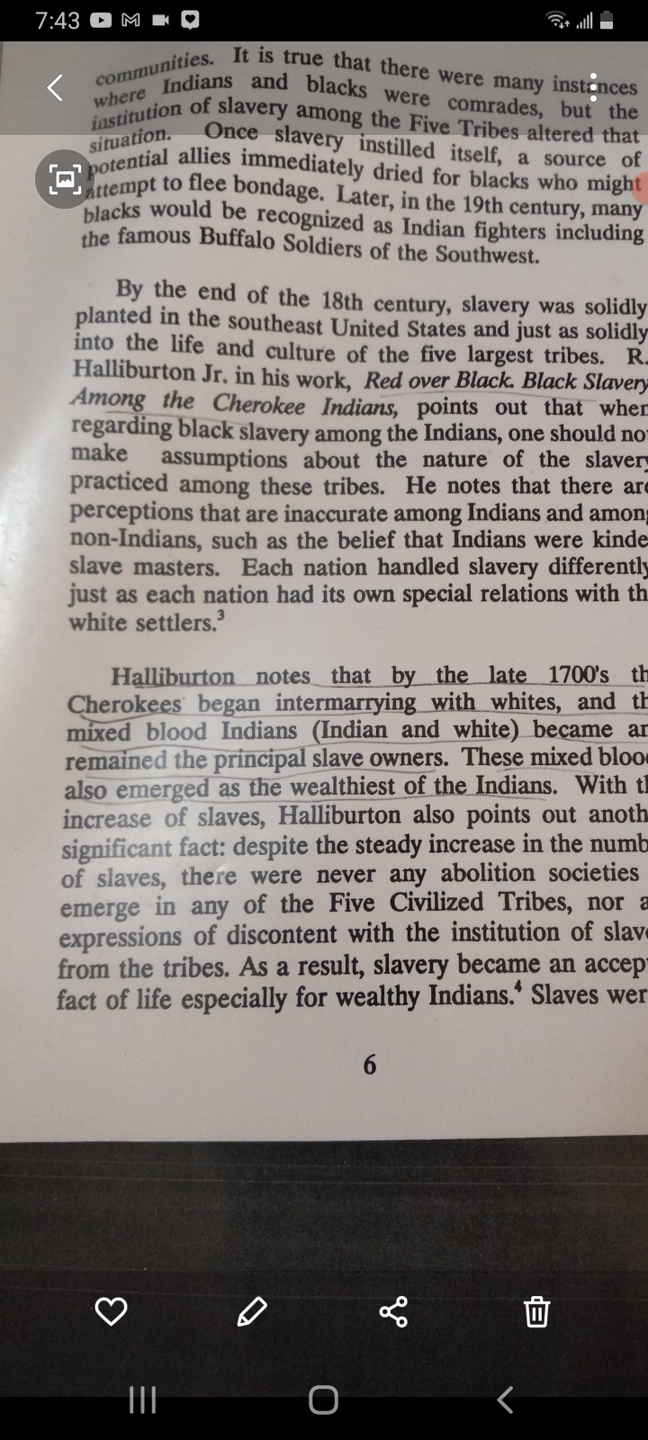 7:43
communities. It is true that there were many instances
where Indians and blacks were comrades, but the
institution of slavery among the Five Tribes altered that
situation. Once slavery instilled itself, a source of
potential allies immediately dried for blacks who might
attempt to flee bondage. Later, in the 19th century, many
blacks would be recognized as Indian fighters including
the famous Buffalo Soldiers of the Southwest.
By the end of the 18th century, slavery was solidly
planted in the southeast United States and just as solidly
into the life and culture of the five largest tribes. R.
Halliburton Jr. in his work, Red over Black. Black Slavery
Among the Cherokee Indians, points out that when
regarding black slavery among the Indians, one should no
make assumptions about the nature of the slavery
practiced among these tribes. He notes that there are
perceptions that are inaccurate among Indians and among
non-Indians, such as the belief that Indians were kinde
slave masters. Each nation handled slavery differently
just as each nation had its own special relations with th
white settlers.³
Halliburton notes that by the late 1700's th
Cherokees began intermarrying with whites, and th
mixed blood Indians (Indian and white) became an
remained the principal slave owners. These mixed bloo
also emerged as the wealthiest of the Indians. With th
increase of slaves, Halliburton also points out anoth
significant fact: despite the steady increase in the numb
of slaves, there were never any abolition societies
emerge in any of the Five Civilized Tribes, nor a
expressions of discontent with the institution of slave
from the tribes. As a result, slavery became an accep
fact of life especially for wealthy Indians.⁴ Slaves wer
6